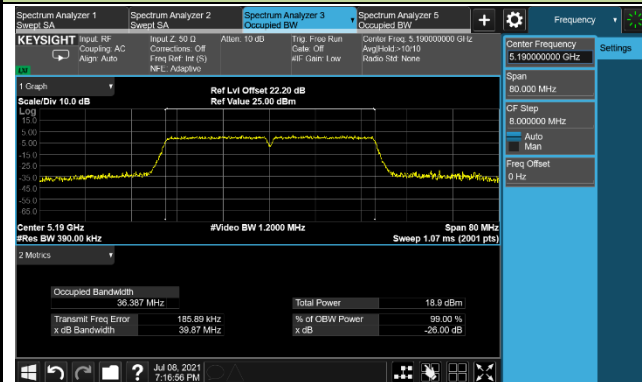 Spectrum Analyzer 1 Spectrum Analyzer 2 Spectrum Analyzer 3 Spectrum Analyzer 5
Swept SA Swept SA Occupied BW Occupied BW + Frequency
KEYSIGHT Input: RF Input Z: 50 Ω Atten: 10 dB Trig: Free Run Center Freq: 5.190000000 GHz
Coupling: AC Corrections: Off Gate: Off Avg|Hold:>10/10
Align: Auto Freq Ref: Int (S) #IF Gain: Low Radio Std: None
NFE: Adaptive
LXI
Center Frequency Settings
5.190000000 GHz
Span
80.000 MHz
CF Step
8.000000 MHz
Auto
Man
Freq Offset
0 Hz
1 Graph
Ref Lvl Offset 22.20 dB
Scale/Div 10.0 dB Ref Value 25.00 dBm
Log
15.0
5.00
-5.00
-15.0
-25.0
-35.0
-45.0
-55.0
-65.0
Center 5.19 GHz #Video BW 1.2000 MHz Span 80 MHz
#Res BW 390.00 kHz Sweep 1.07 ms (2001 pts)
2 Metrics
Occupied Bandwidth
36.387 MHz Total Power 18.9 dBm
Transmit Freq Error 185.89 kHz % of OBW Power 99.00 %
x dB Bandwidth 39.87 MHz x dB -26.00 dB
? Jul 08, 2021
7:16:56 PM